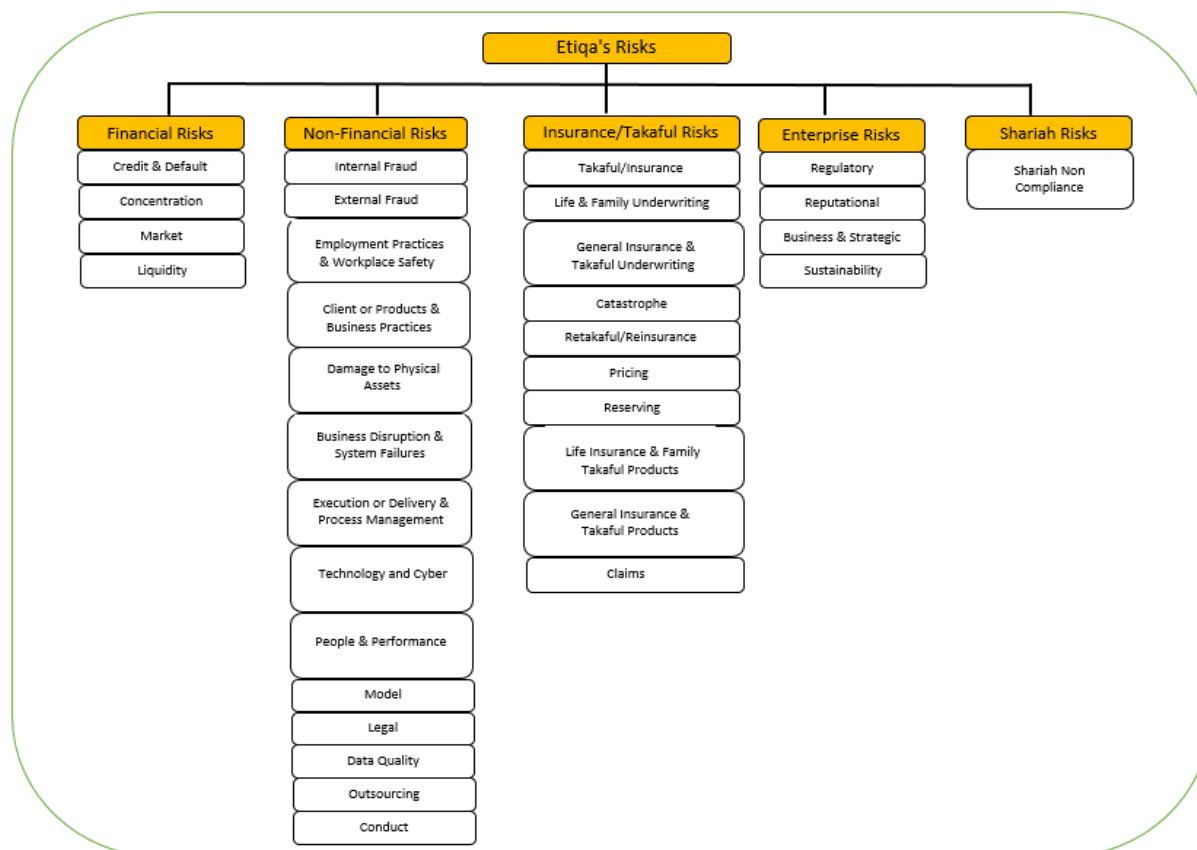 Etiqa's Risks
Financial Risks
Credit & Default
Concentration
Market
Liquidity
Non-Financial Risks
Internal Fraud
External Fraud
Employment Practices
& Workplace Safety
Client or Products &
Business Practices
Damage to Physical
Assets
Business Disruption &
System Failures
Execution or Delivery &
Process Management
Technology and Cyber
People & Performance
Model
Legal
Data Quality
Outsourcing
Conduct
Insurance/Takaful Risks
Takaful/Insurance
Life & Family Underwriting
General Insurance &
Takaful Underwriting
Catastrophe
Retakaful/Reinsurance
Pricing
Reserving
Life Insurance & Family
Takaful Products
General Insurance &
Takaful Products
Claims
Enterprise Risks
Regulatory
Reputational
Business & Strategic
Sustainability
Shariah Risks
Shariah Non
Compliance